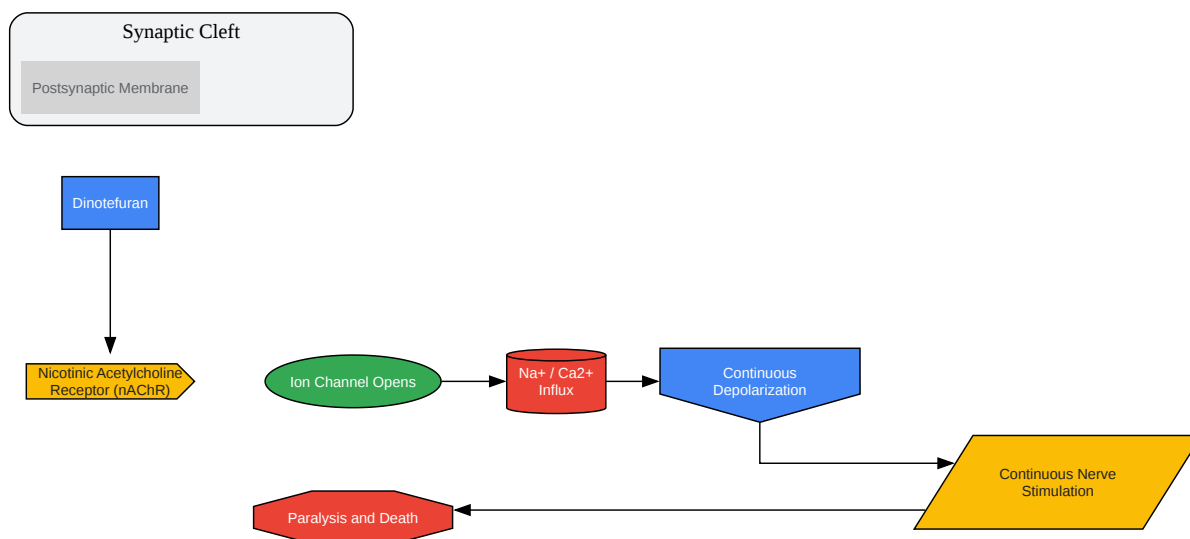 Synaptic Cleft
Postsynaptic Membrane
Dinotefuran
Nicotinic Acetylcholine
Receptor (nAChR)
Ion Channel Opens
Na+ / Ca2+
Influx
Continuous
Depolarization
Continuous Nerve
Stimulation
Paralysis and Death